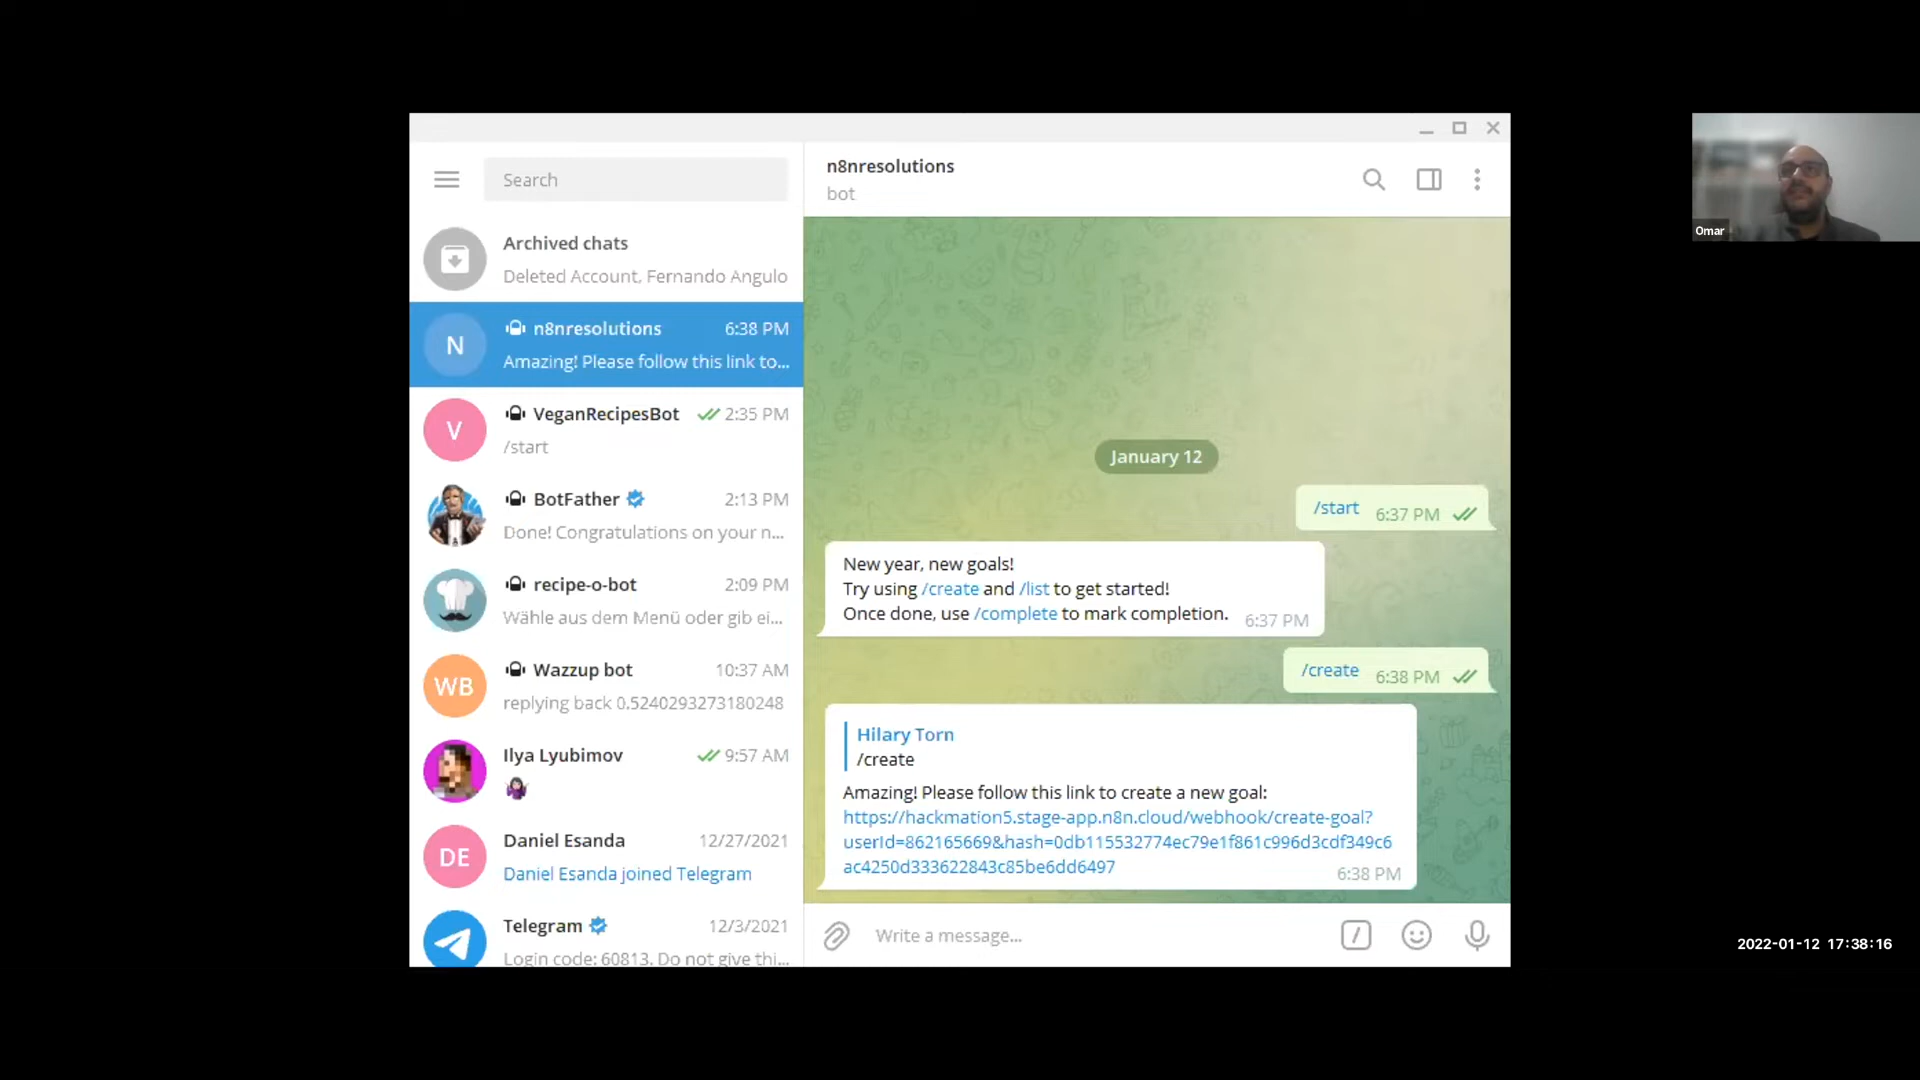 Search
Archived chats
Deleted Account, Fernando Angulo
N
n8nresolutions 6:38 PM
Amazing! Please follow this link to...
V
VeganRecipesBot 2:35 PM
/start
BotFather 2:13 PM
Done! Congratulations on your n...
recipe-o-bot 2:09 PM
Wähle aus dem Menü oder gib ei...
WB
Wazzup bot 10:37 AM
replying back 0.5240293273180248
Ilya Lyubimov 9:57 AM
DE
Daniel Esanda 12/27/2021
Daniel Esanda joined Telegram
Telegram 12/3/2021
Login code: 60813. Do not give thi...
n8nresolutions
bot
January 12
/start 6:37 PM
New year, new goals!
Try using /create and /list to get started!
Once done, use /complete to mark completion. 6:37 PM
/create 6:38 PM
Hilary Torn
/create
Amazing! Please follow this link to create a new goal:
https://hackmation5.stage-app.n8n.cloud/webhook/create-goal?
userId=862165669&hash=0db115532774ec79e1f861c996d3cdf349c6
ac4250d333622843c85be6dd6497
6:38 PM
Write a message...
Omar
2022-01-12 17:38:16